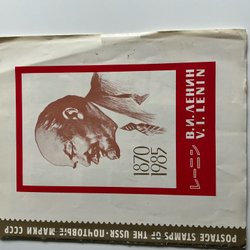 1870
1985
В.И.ЛЕНИН
V. I. LENIN
レーニン
POSTAGE STAMPS OF THE USSR·ПОЧТОВЫЕ МАРКИ СССР